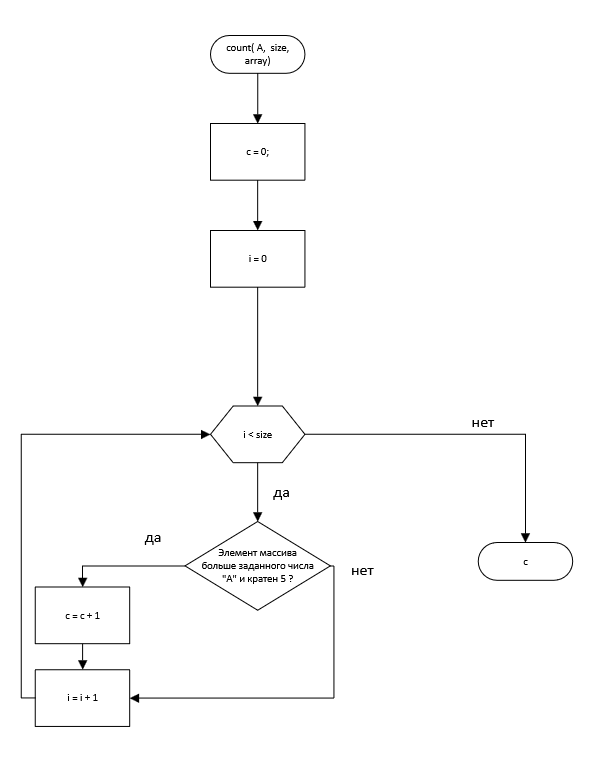 count( A, size,
array)
c = 0;
i = 0
i < size
нет
да
да
Элемент массива
больше заданного числа
"А" и кратен 5 ?
нет
c
c = c + 1
i = i + 1